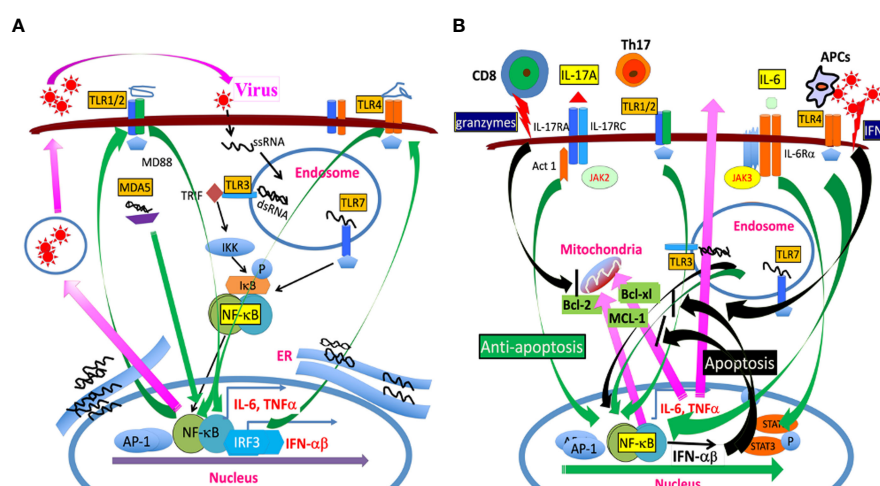 A
Virus
TLR1/2
TLR4
ssRNA
MD88
Endosome
MDA5
TRIF
TLR3
dsRNA
TLR7
IKK
P
IκB
NF-κB
ER
IL-6, TNFα
AP-1
NF-κB
IRF3
IFN-αβ
Nucleus
B
Th17
APCs
CD8
IL-17A
IL-6
TLR1/2
TLR4
granzymes
IL-17RA
IL-17RC
IFN
IL-6Rα
Act 1
JAK2
JAK3
Endosome
Mitochondria
TLR3
TLR7
Bcl-2
Bcl-xl
MCL-1
Anti-apoptosis
Apoptosis
IL-6, TNFα
AP-1
NF-κB
IFN-αβ
STAT3
P
Nucleus